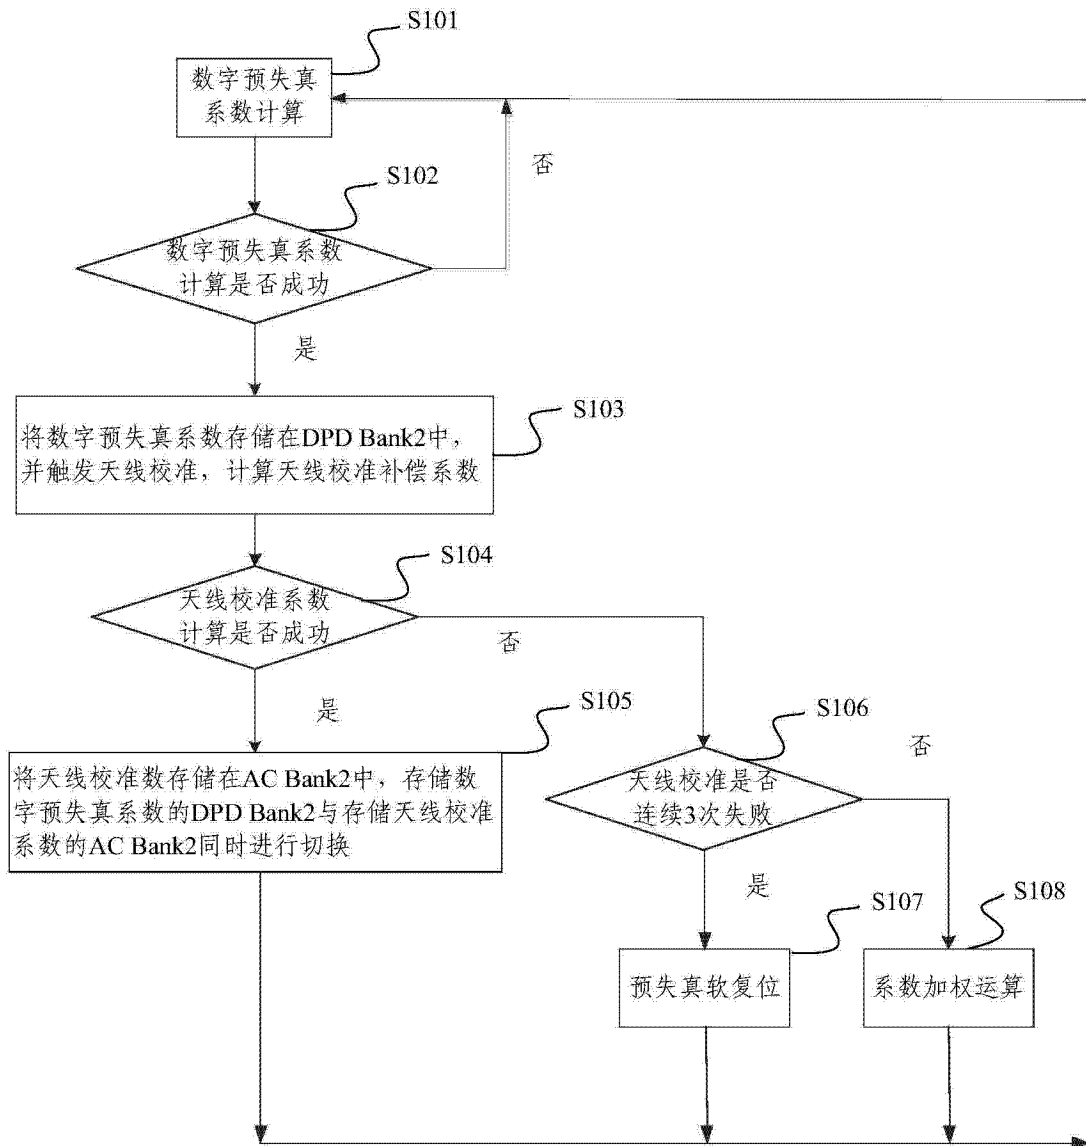 S101
数字预失真
系数计算
否
S102
数字预失真系数
计算是否成功
是
S103
将数字预失真系数存储在DPD Bank2中，
并触发天线校准，计算天线校准补偿系数
S104
天线校准系数
计算是否成功
否
是
S105
将天线校准数存储在AC Bank2中，存储数
字预失真系数的DPD Bank2与存储天线校准
系数的AC Bank2同时进行切换
S106
否
天线校准是否
连续3次失败
是
S107
S108
预失真软复位
系数加权运算